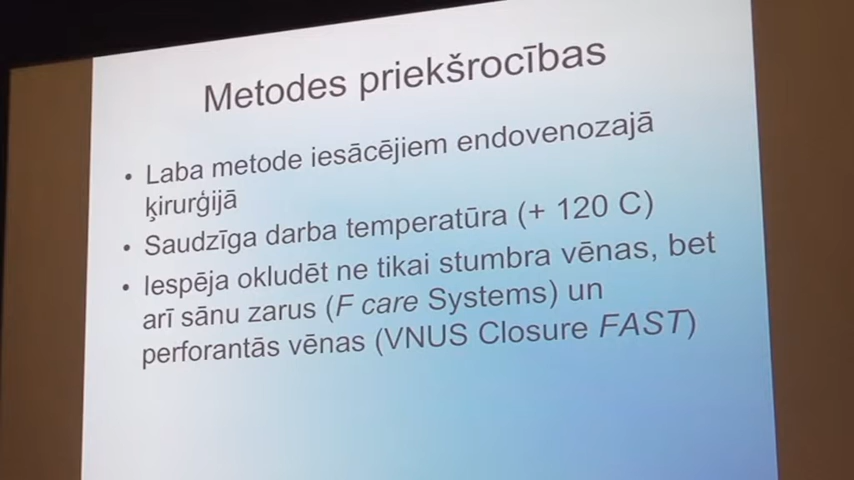 Metodes priekšrocības
• Laba metode iesācējiem endovenozajā
ķirurģijā
• Saudzīga darba temperatūra (+ 120 C)
• Iespēja okludēt ne tikai stumbra vēnas, bet
arī sānu zarus (F care Systems) un
perforantās vēnas (VNUS Closure FAST)